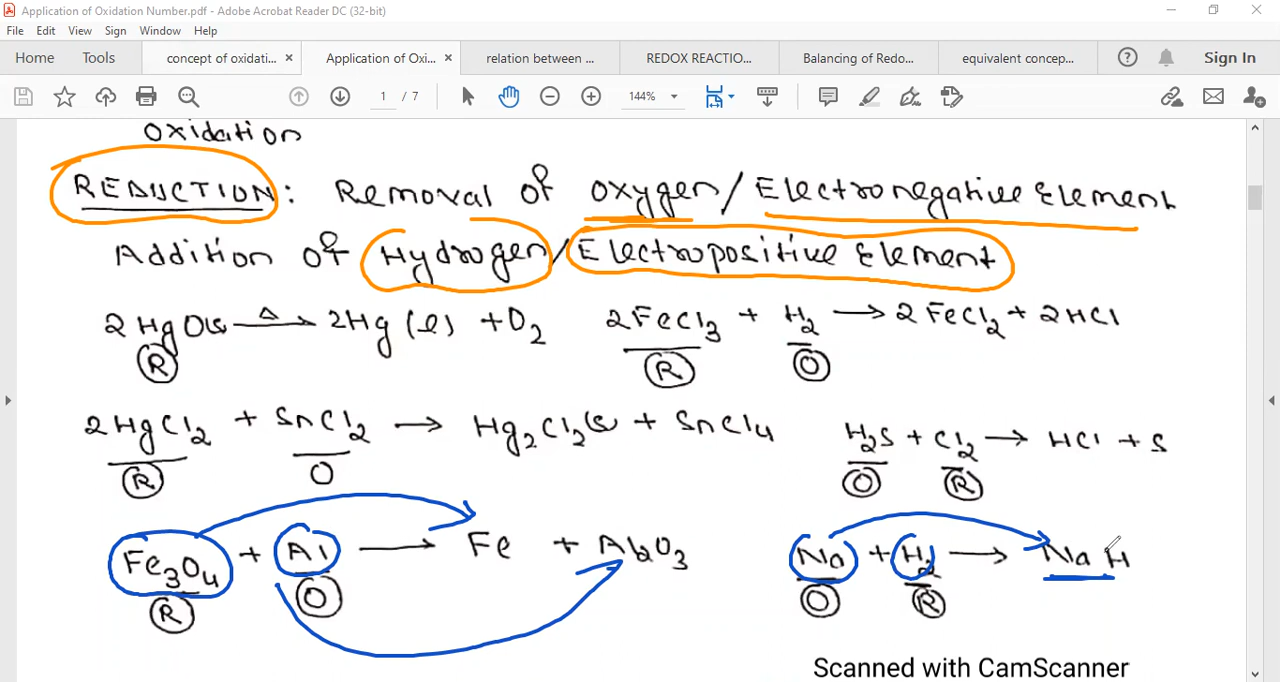 Application of Oxidation Number.pdf - Adobe Acrobat Reader DC (32-bit)
File Edit View Sign Window Help
Home Tools concept of oxidati... × Application of Oxi... × relation between ... REDOX REACTIO... Balancing of Redo... equivalent concep... Sign In
1 / 7 144%
Oxidation
REDUCTION: Removal of oxygen/Electronegative Element
Addition of Hydrogen/Electropositive Element
2HgO(s) —Δ→ 2Hg(l) + O₂ 2FeCl₃ + H₂ → 2FeCl₂ + 2HCl
R R O
2HgCl₂ + SnCl₂ → Hg₂Cl₂(s) + SnCl₄ H₂S + Cl₂ → HCl + S
R O O R
Fe₃O₄ + Al → Fe + Al₂O₃ Na + H₂ → NaH
R O O R
Scanned with CamScanner